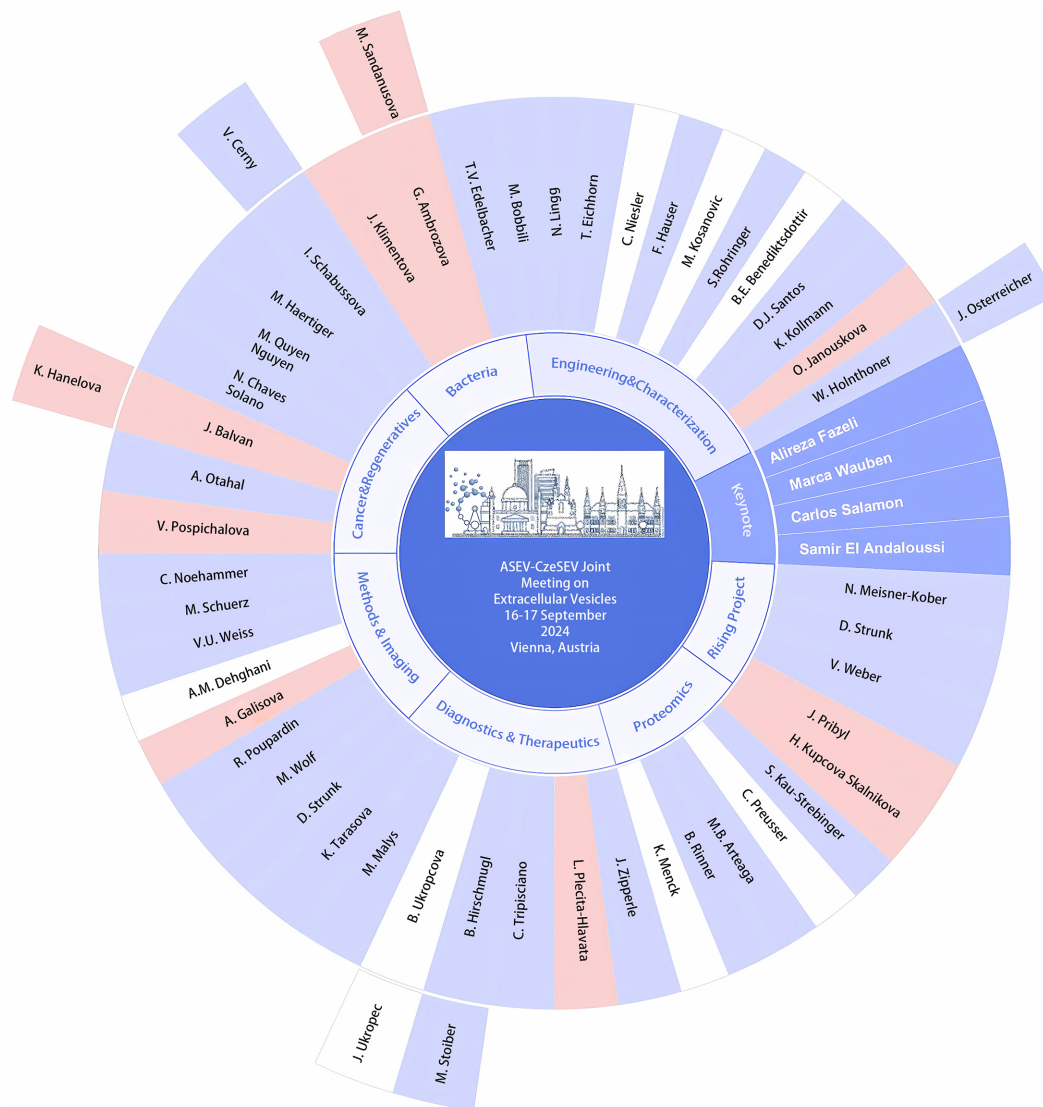 ASEV-CzeSEV Joint
Meeting on
Extracellular Vesicles
16-17 September
2024
Vienna, Austria
Keynote
Alireza Fazeli
Marca Wauben
Carlos Salamon
Samir El Andaloussi
Rising Project
N. Meisner-Kober
D. Strunk
V. Weber
J. Pribyl
H. Kupcova Skalnikova
Proteomics
S. Kau-Strebinger
C. Preusser
M.B. Arteaga
B. Rinner
K. Menck
Diagnostics & Therapeutics
J. Zipperle
L. Plecita-Hlavata
C. Tripisciano
B. Hirschmugl
M. Stoiber
B. Ukropcova
J. Ukropec
M. Malys
K. Tarasova
Methods & Imaging
D. Strunk
M. Wolf
R. Poupardin
A. Galisova
A.M. Dehghani
V.U. Weiss
M. Schuerz
C. Noehammer
Cancer&Regeneratives
V. Pospichalova
A. Otahal
J. Balvan
K. Hanelova
N. Chaves
Solano
M. Quyen
Nguyen
M. Haertiger
I. Schabussova
V. Cerny
Bacteria
J. Klimentova
G. Ambrozova
M. Sandanusova
T.V. Edelbacher
M. Bobbili
Engineering&Characterization
N. Lingg
T. Eichhorn
C. Niesler
F. Hauser
M. Kosanovic
S.Rohringer
B.E. Benediktsdottir
D.J. Santos
K. Kollmann
O. Janouskova
W. Holnthoner
J. Osterreicher